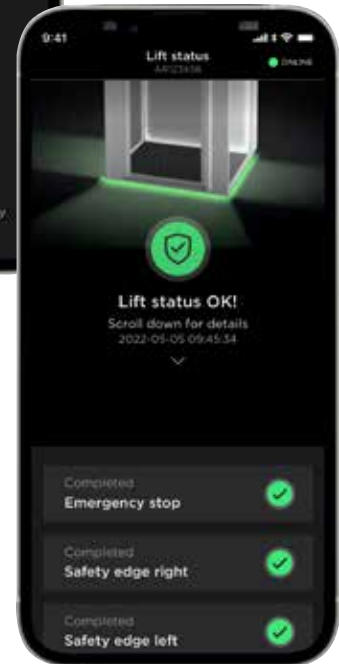 9:41
Lift status
AA123456
ONLINE
Lift status OK!
Scroll down for details
2022-05-05 09:45:34
Completed
Emergency stop
Completed
Safety edge right
Completed
Safety edge left
y